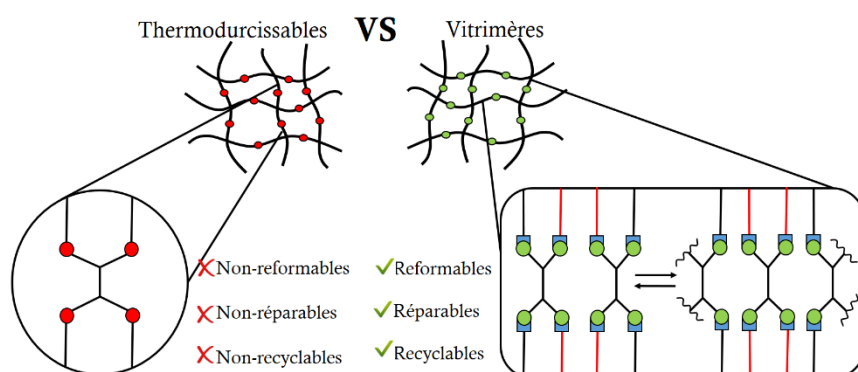 Thermodurcissables VS Vitrimères
Non-reformables
Reformables
Non-réparables
Réparables
Non-recyclables
Recyclables